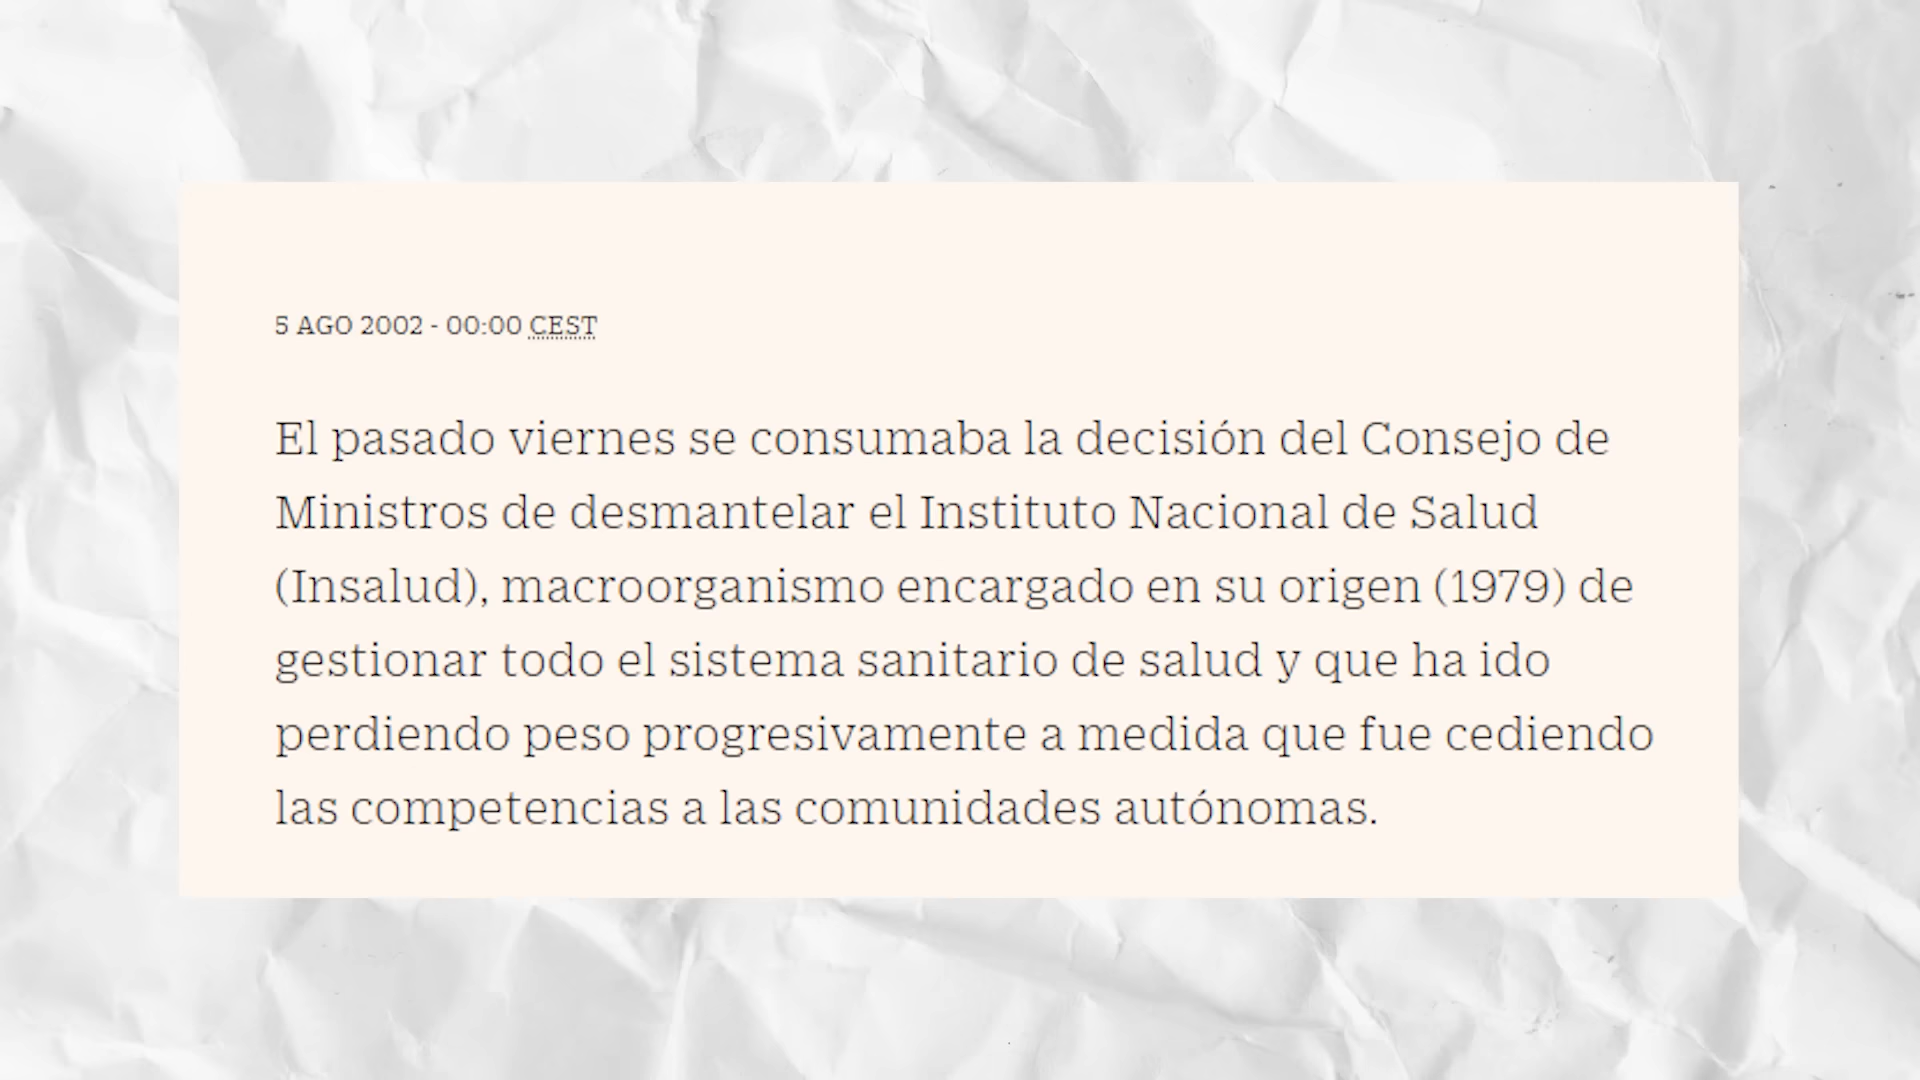 5 AGO 2002 - 00:00 CEST
El pasado viernes se consumaba la decisión del Consejo de
Ministros de desmantelar el Instituto Nacional de Salud
(Insalud), macroorganismo encargado en su origen (1979) de
gestionar todo el sistema sanitario de salud y que ha ido
perdiendo peso progresivamente a medida que fue cediendo
las competencias a las comunidades autónomas.